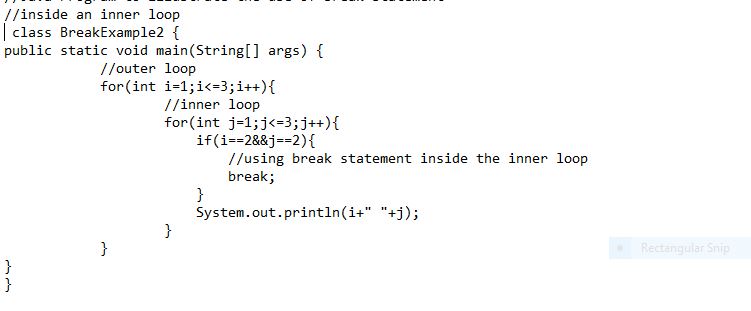 //inside an inner loop
class BreakExample2 {
public static void main(String[] args) {
//outer loop
for(int i=1;i<=3;i++){
//inner loop
for(int j=1;j<=3;j++){
if(i==2&&j==2){
//using break statement inside the inner loop
break;
}
System.out.println(i+" "+j);
}
}
Rectangular Snip
}
}